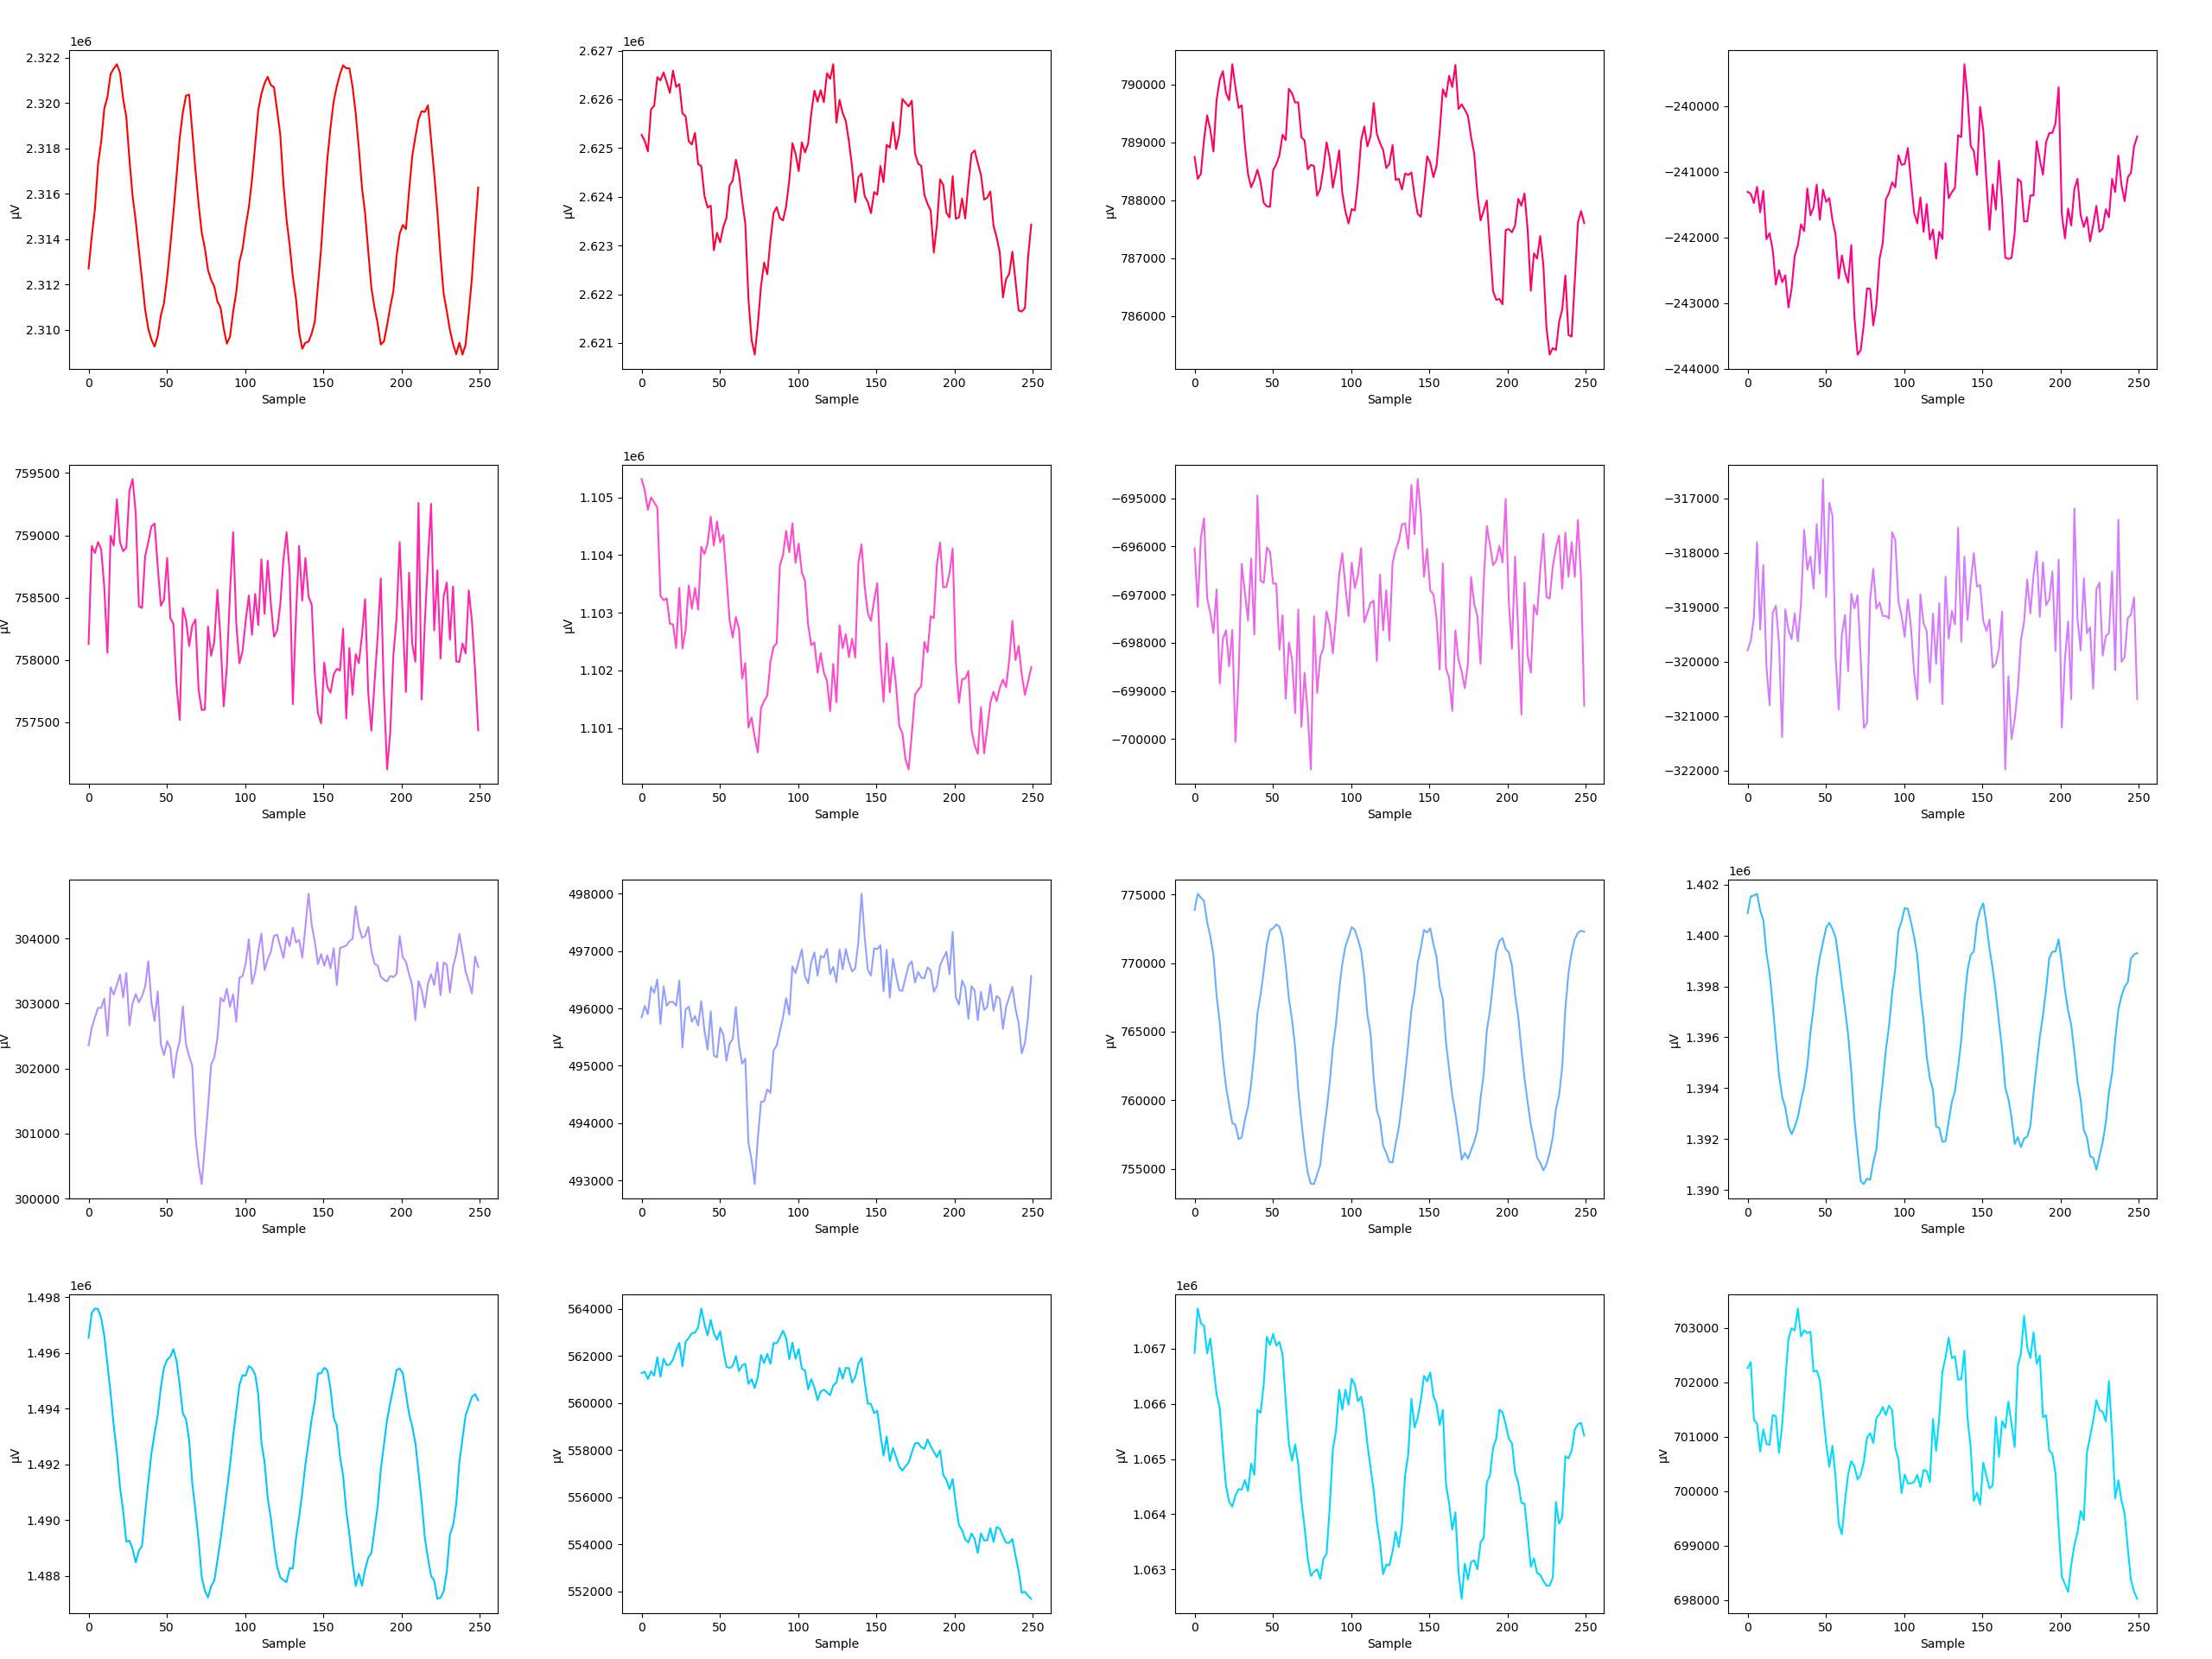 1e6
2.322
2.320
2.318
2.316
2.314
2.312
2.310
µV
0 50 100 150 200 250
Sample
1e6
2.627
2.626
2.625
2.624
2.623
2.622
2.621
µV
0 50 100 150 200 250
Sample
790000
789000
788000
787000
786000
µV
0 50 100 150 200 250
Sample
−240000
−241000
−242000
−243000
−244000
0 50 100 150 200 250
Sample
759500
759000
758500
758000
757500
µV
0 50 100 150 200 250
Sample
1e6
1.105
1.104
1.103
1.102
1.101
µV
0 50 100 150 200 250
Sample
−695000
−696000
−697000
−698000
−699000
−700000
0 50 100 150 200 250
Sample
−317000
−318000
−319000
−320000
−321000
−322000
0 50 100 150 200 250
Sample
304000
303000
302000
301000
300000
µV
0 50 100 150 200 250
Sample
498000
497000
496000
495000
494000
493000
µV
0 50 100 150 200 250
Sample
775000
770000
765000
760000
755000
µV
0 50 100 150 200 250
Sample
1e6
1.402
1.400
1.398
1.396
1.394
1.392
1.390
µV
0 50 100 150 200 250
Sample
1e6
1.498
1.496
1.494
1.492
1.490
1.488
µV
0 50 100 150 200 250
Sample
564000
562000
560000
558000
556000
554000
552000
µV
0 50 100 150 200 250
Sample
1e6
1.067
1.066
1.065
1.064
1.063
µV
0 50 100 150 200 250
Sample
703000
702000
701000
700000
699000
698000
µV
0 50 100 150 200 250
Sample